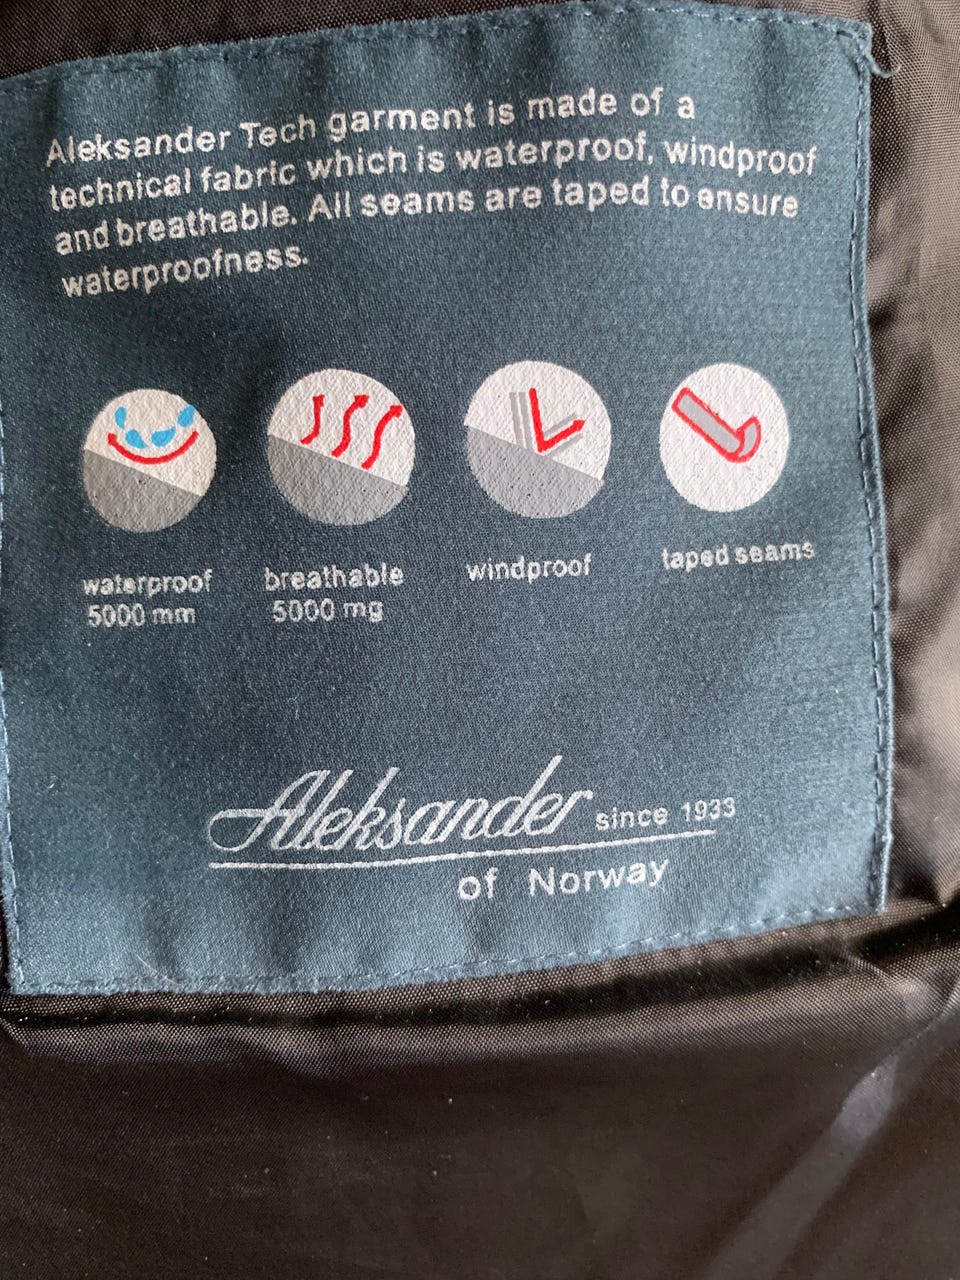 Aleksander Tech garment is made of a
technical fabric which is waterproof, windproof
and breathable. All seams are taped to ensure
waterproofness.
waterproof breathable windproof taped seams
5000 mm 5000 mg
Aleksander since 1933
of Norway